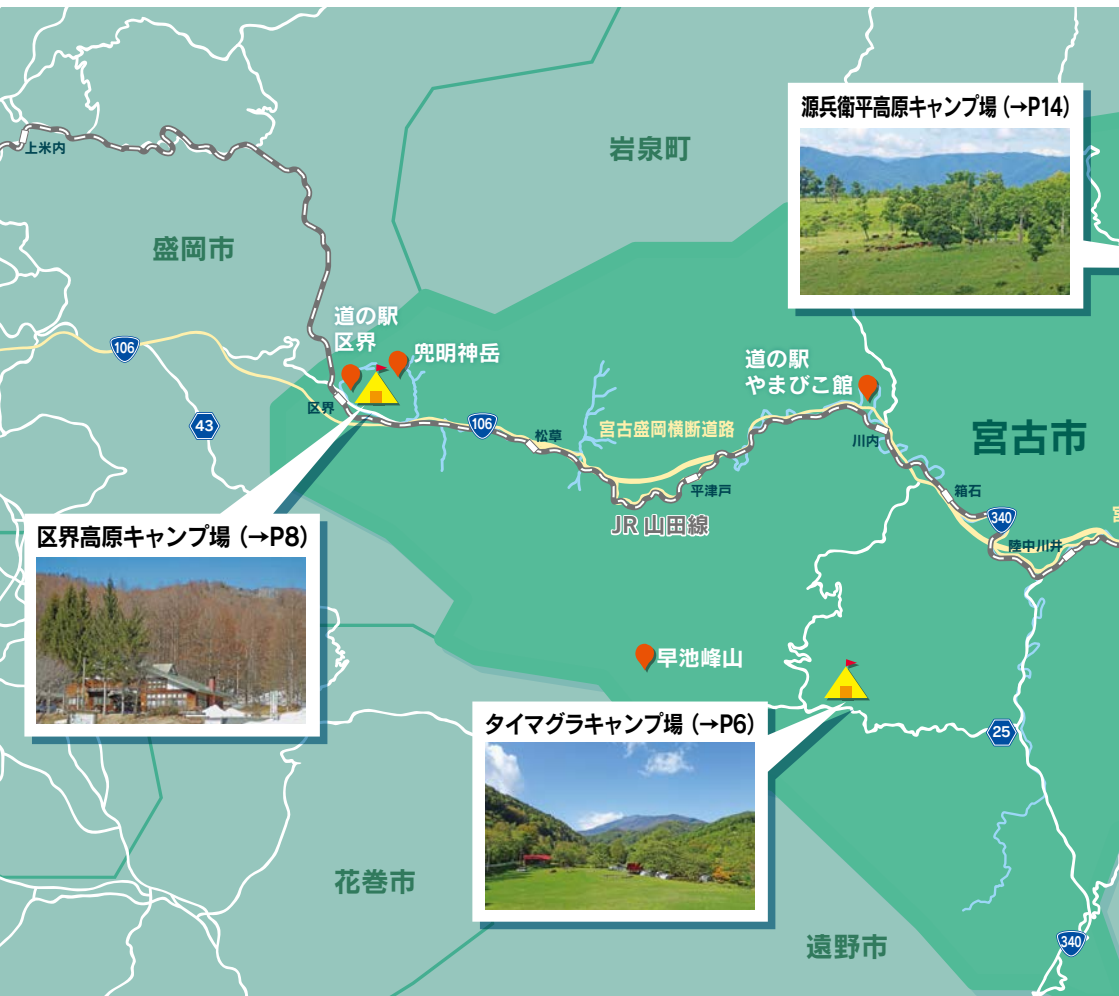 源兵衛平高原キャンプ場 (→P14)
上米内
岩泉町
盛岡市
道の駅
区界
兜明神岳
106
道の駅
やまびこ館
区界
43
106
松草
宮古盛岡横断道路
川内
宮古市
平津戸
箱石
JR 山田線
340
宮
陸中川井
区界高原キャンプ場 (→P8)
早池峰山
タイマグラキャンプ場 (→P6)
25
花巻市
遠野市
340